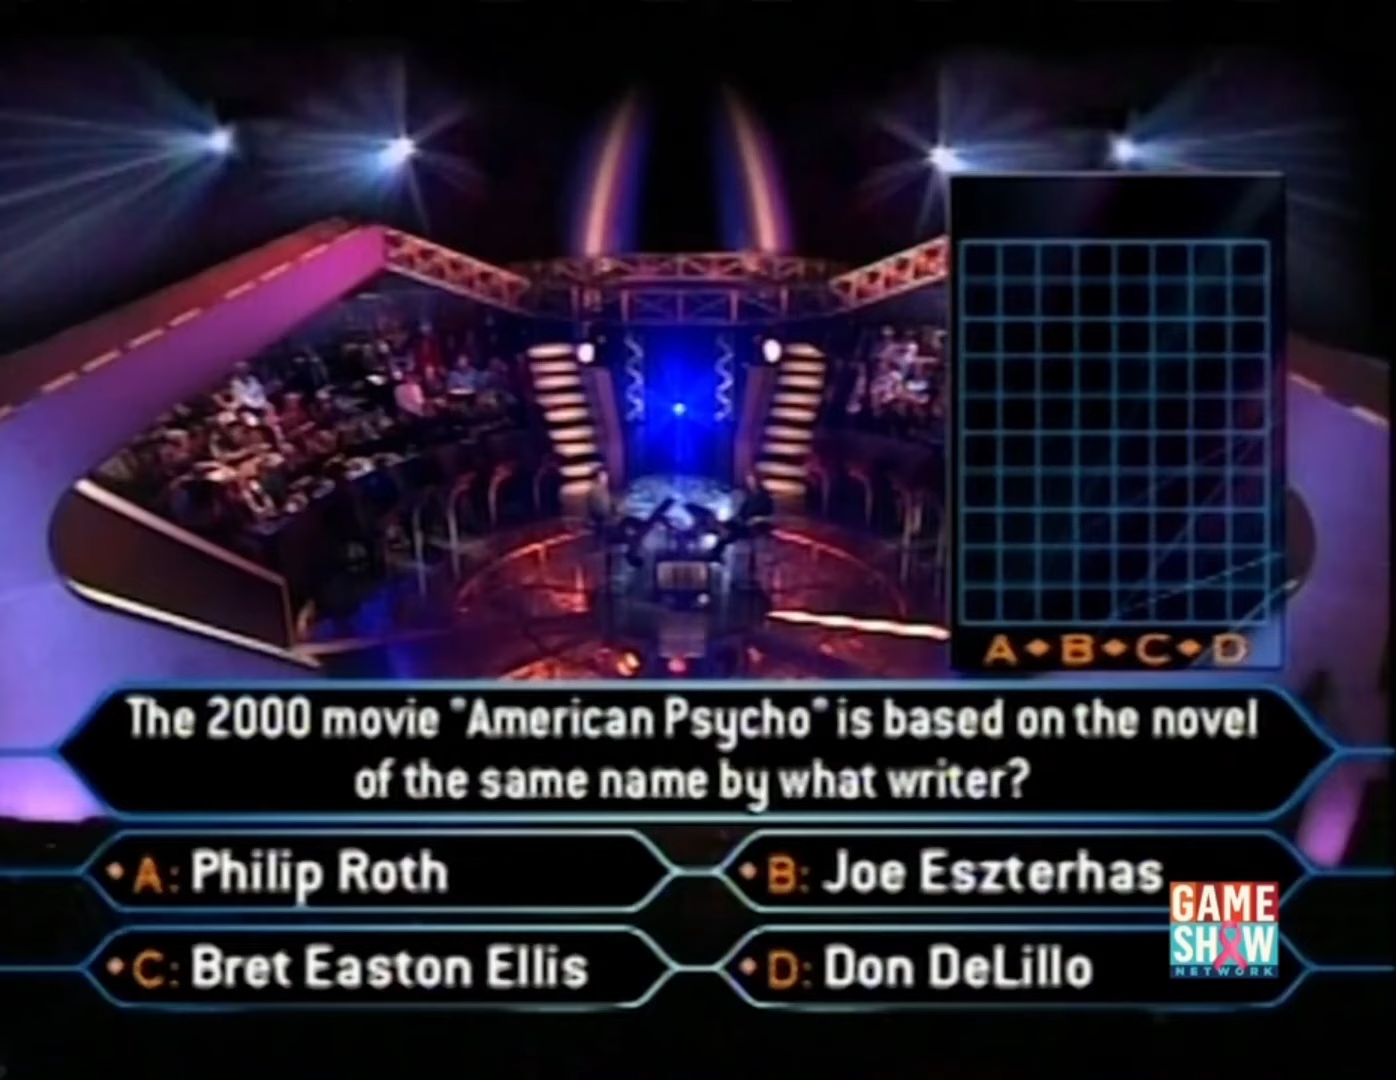 A B C D
The 2000 movie "American Psycho" is based on the novel
of the same name by what writer?
A: Philip Roth
B: Joe Eszterhas
C: Bret Easton Ellis
D: Don DeLillo
GAME
SHOW
NETWORK